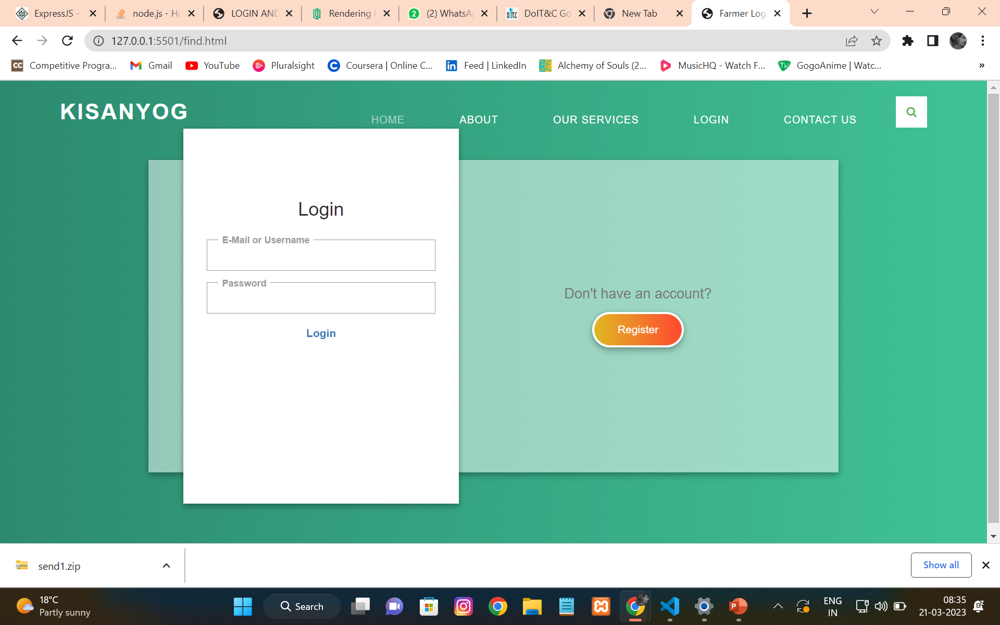 ExpressJS -
node.js - Ho
LOGIN AND
Rendering
(2) WhatsAp
DoIT&C Go
New Tab
Farmer Log
127.0.0.1:5501/find.html
CC Competitive Progra...
Gmail
YouTube
Pluralsight
Coursera | Online C...
in Feed | LinkedIn
Alchemy of Souls (2...
MusicHQ - Watch F...
GogoAnime | Watc...
»
KISANYOG
HOME
ABOUT
OUR SERVICES
LOGIN
CONTACT US
Login
E-Mail or Username
Password
Login
Don't have an account?
Register
send1.zip
Show all
18°C
Partly sunny
Search
ENG
IN
08:35
21-03-2023